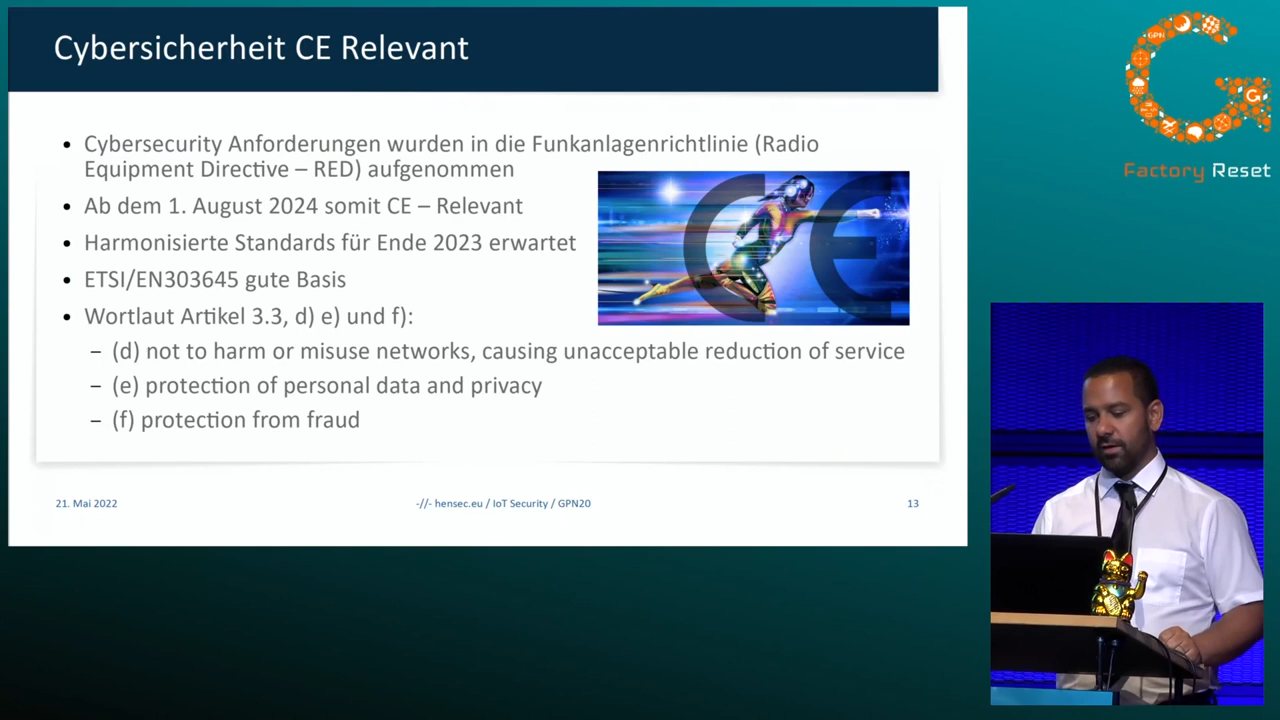 Cybersicherheit CE Relevant
• Cybersecurity Anforderungen wurden in die Funkanlagenrichtlinie (Radio
Equipment Directive – RED) aufgenommen
• Ab dem 1. August 2024 somit CE – Relevant
• Harmonisierte Standards für Ende 2023 erwartet
• ETSI/EN303645 gute Basis
• Wortlaut Artikel 3.3, d) e) und f):
– (d) not to harm or misuse networks, causing unacceptable reduction of service
– (e) protection of personal data and privacy
– (f) protection from fraud
CE
21. Mai 2022
-//- hensec.eu / IoT Security / GPN20
13
GPN
G
Factory Reset